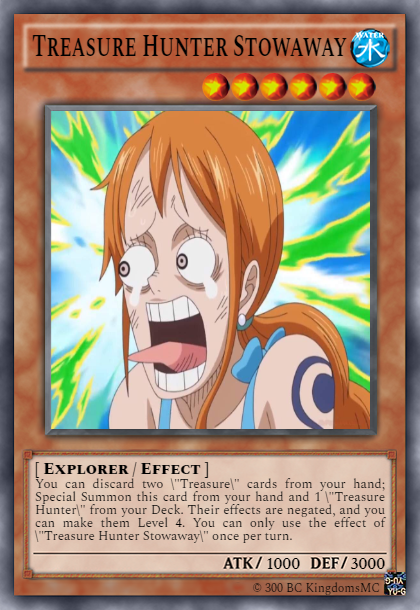 TREASURE HUNTER STOWAWAY
WATER
水
[ EXPLORER / EFFECT ]
You can discard two \"Treasure\" cards from your hand;
Special Summon this card from your hand and 1 \"Treasure
Hunter\" from your Deck. Their effects are negated, and you
can make them Level 4. You can only use the effect of
\"Treasure Hunter Stowaway\" once per turn.
ATK/ 1000 DEF/ 3000
© 300 BC KingdomsMC